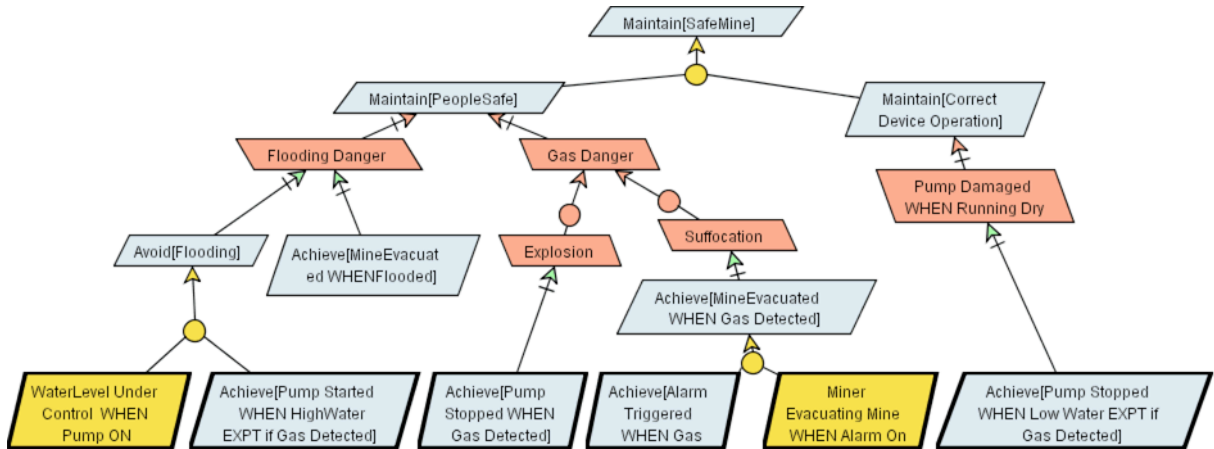 Maintain[SafeMine]
Maintain[PeopleSafe]
Maintain[Correct
Device Operation]
Flooding Danger
Gas Danger
Pump Damaged
WHEN Running Dry
Avoid[Flooding]
Achieve[MineEvacuat
ed WHENFlooded]
Explosion
Suffocation
Achieve[MineEvacuated
WHEN Gas Detected]
WaterLevel Under
Control WHEN
Pump ON
Achieve[Pump Started
WHEN HighWater
EXPT if Gas Detected]
Achieve[Pump
Stopped WHEN
Gas Detected]
Achieve[Alarm
Triggered
WHEN Gas
Miner
Evacuating Mine
WHEN Alarm On
Achieve[Pump Stopped
WHEN Low Water EXPT if
Gas Detected]